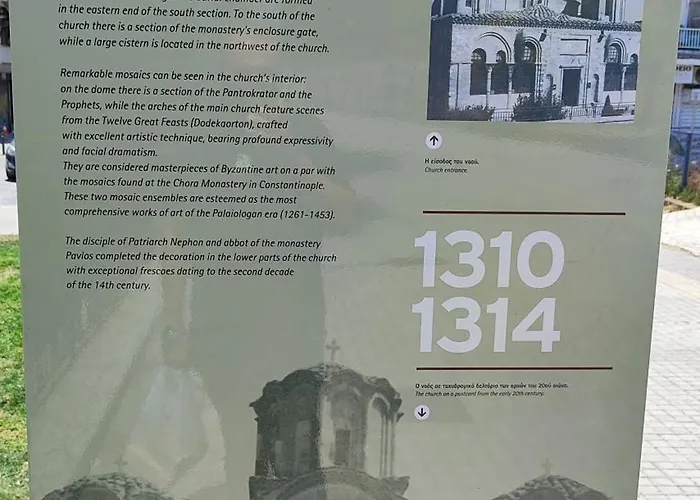 in the eastern end of the south section. To the south of the
church there is a section of the monastery's enclosure gate,
while a large cistern is located in the northwest of the church.
Remarkable mosaics can be seen in the church's interior:
on the dome there is a section of the Pantrokrator and the
Prophets, while the arches of the main church feature scenes
from the Twelve Great Feasts (Dodekaorton), crafted
with excellent artistic technique, bearing profound expressivity
and facial dramatism.
They are considered masterpieces of Byzantine art on a par with
the mosaics found at the Chora Monastery in Constantinople.
These two mosaic ensembles are esteemed as the most
comprehensive works of art of the Palaiologan era (1261–1453).
The disciple of Patriarch Nephon and abbot of the monastery
Pavlos completed the decoration in the lower parts of the church
with exceptional frescoes dating to the second decade
of the 14th century.
Η είσοδος του ναού.
Church entrance.
1310
1314
Ο ναός σε ταχυδρομικό δελτάριο των αρχών του 20ού αιώνα.
The church on a postcard from the early 20th century.